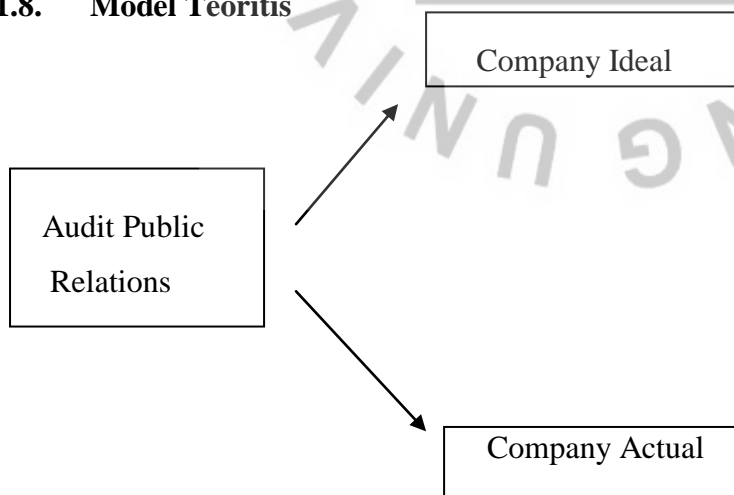 1.8. Model Teoritis
Company Ideal
Audit Public
Relations
Company Actual